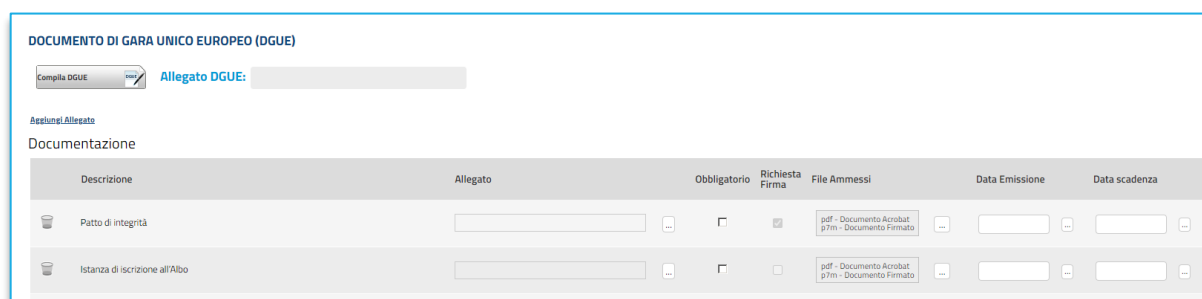 DOCUMENTO DI GARA UNICO EUROPEO (DGUE)
Compila DGUE DGUE Allegato DGUE:
Aggiungi Allegato
Documentazione
Descrizione Allegato Obbligatorio Richiesta Firma File Ammessi Data Emissione Data scadenza
Patto di integrità ... pdf - Documento Acrobat ... ... ...
p7m - Documento Firmato
Istanza di iscrizione all'Albo ... pdf - Documento Acrobat ... ... ...
p7m - Documento Firmato